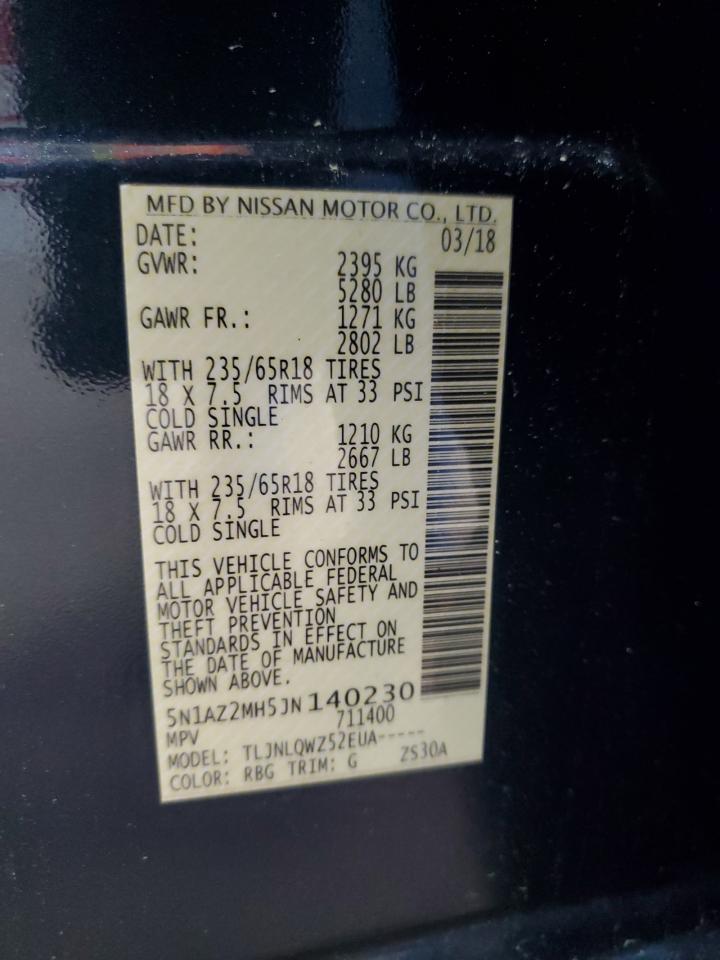 MFD BY NISSAN MOTOR CO., LTD.
DATE: 03/18
GVWR: 2395 KG
5280 LB
GAWR FR.: 1271 KG
2802 LB
WITH 235/65R18 TIRES
18 X 7.5 RIMS AT 33 PSI
COLD SINGLE
GAWR RR.: 1210 KG
2667 LB
WITH 235/65R18 TIRES
18 X 7.5 RIMS AT 33 PSI
COLD SINGLE
THIS VEHICLE CONFORMS TO
ALL APPLICABLE FEDERAL
MOTOR VEHICLE SAFETY AND
THEFT PREVENTION
STANDARDS IN EFFECT ON
THE DATE OF MANUFACTURE
SHOWN ABOVE.
5N1AZ2MH5JN140230
MPV 711400
MODEL: TLJNLQWZ52EUA-----
COLOR: RBG TRIM: G ZS30A